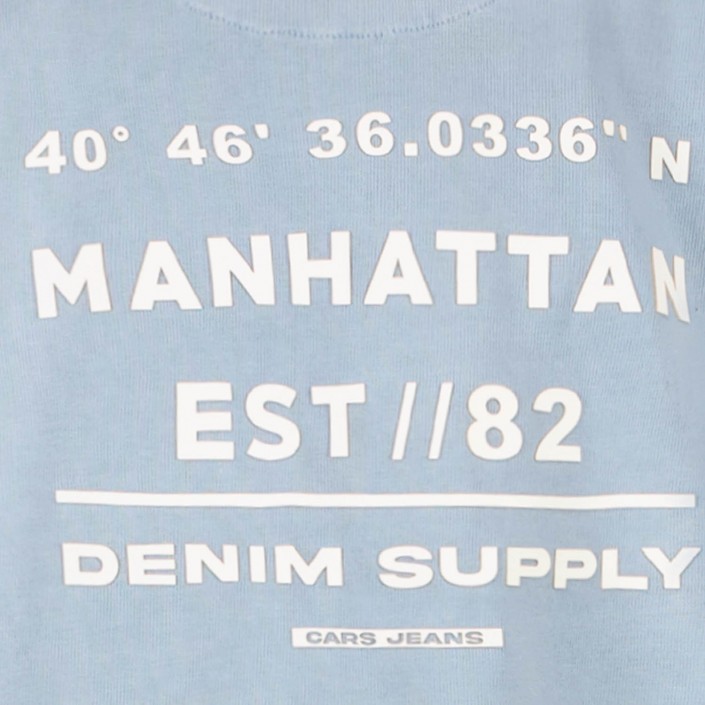 40° 46' 36.0336" N
MANHATTAN
EST//82
DENIM SUPPLY
CARS JEANS